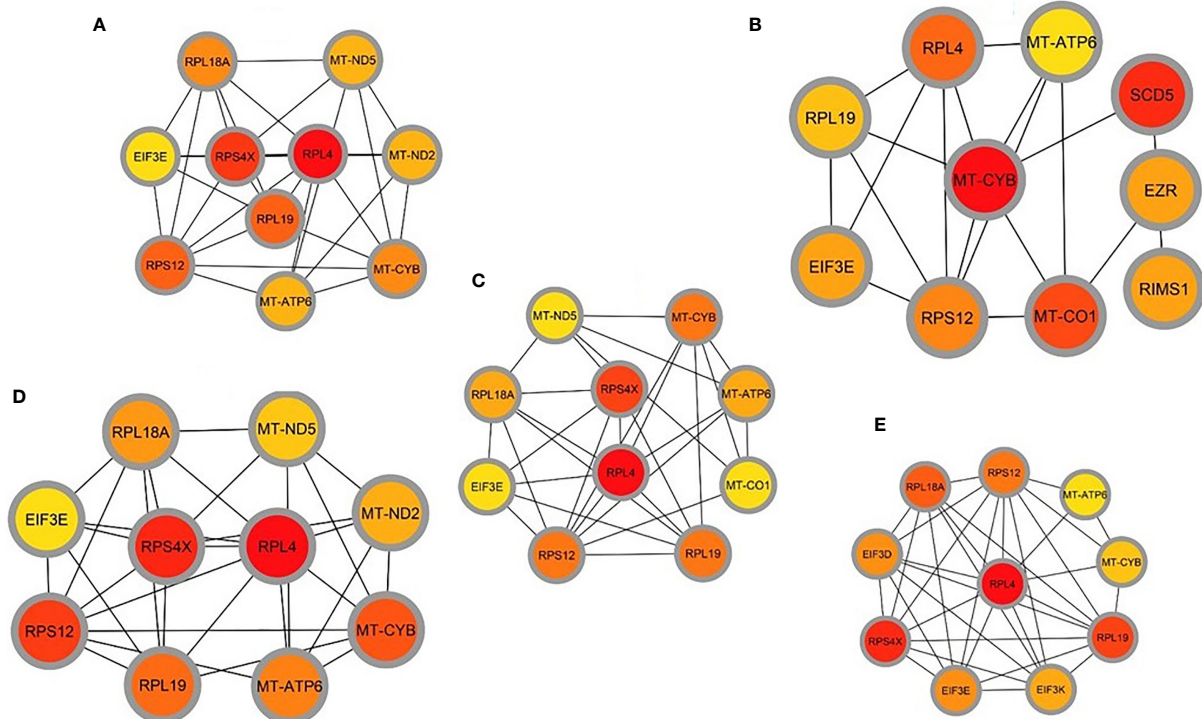 A
RPL18A MT-ND5
EIF3E RPS4X RPL4 MT-ND2
RPL19
RPS12 MT-CYB
MT-ATP6
B
RPL4 MT-ATP6
SCD5
RPL19
MT-CYB
EZR
EIF3E
RPS12 MT-CO1 RIMS1
C
MT-ND5 MT-CYB
RPL18A RPS4X MT-ATP6
RPL4
EIF3E MT-CO1
RPS12 RPL19
D
RPL18A MT-ND5
EIF3E MT-ND2
RPS4X RPL4
RPS12 MT-CYB
RPL19 MT-ATP6
E
RPL18A RPS12 MT-ATP6
EIF3D MT-CYB
RPL4
RPS4X RPL19
EIF3E EIF3K